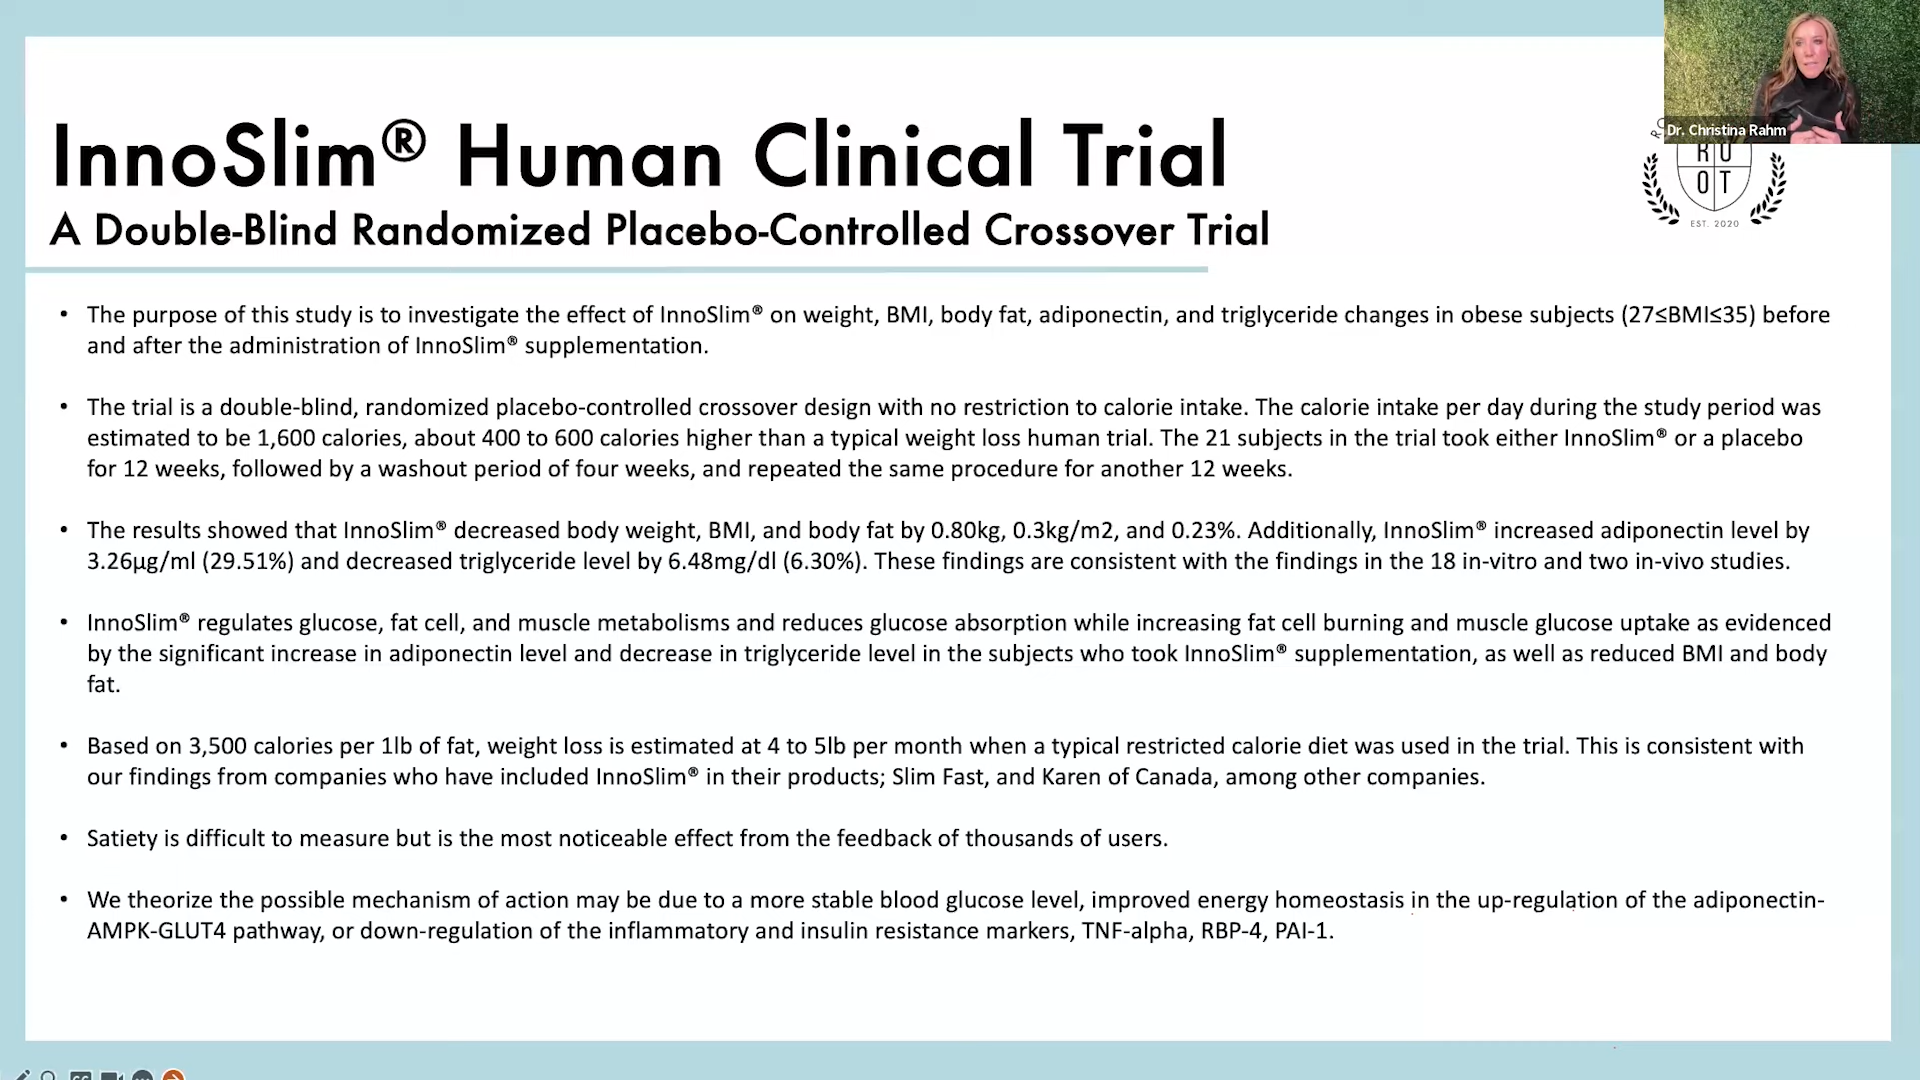 Dr. Christina Rahm
InnoSlim® Human Clinical Trial
A Double-Blind Randomized Placebo-Controlled Crossover Trial
R U
O T
EST. 2020
• The purpose of this study is to investigate the effect of InnoSlim® on weight, BMI, body fat, adiponectin, and triglyceride changes in obese subjects (27≤BMI≤35) before
and after the administration of InnoSlim® supplementation.
• The trial is a double-blind, randomized placebo-controlled crossover design with no restriction to calorie intake. The calorie intake per day during the study period was
estimated to be 1,600 calories, about 400 to 600 calories higher than a typical weight loss human trial. The 21 subjects in the trial took either InnoSlim® or a placebo
for 12 weeks, followed by a washout period of four weeks, and repeated the same procedure for another 12 weeks.
• The results showed that InnoSlim® decreased body weight, BMI, and body fat by 0.80kg, 0.3kg/m2, and 0.23%. Additionally, InnoSlim® increased adiponectin level by
3.26µg/ml (29.51%) and decreased triglyceride level by 6.48mg/dl (6.30%). These findings are consistent with the findings in the 18 in-vitro and two in-vivo studies.
• InnoSlim® regulates glucose, fat cell, and muscle metabolisms and reduces glucose absorption while increasing fat cell burning and muscle glucose uptake as evidenced
by the significant increase in adiponectin level and decrease in triglyceride level in the subjects who took InnoSlim® supplementation, as well as reduced BMI and body
fat.
• Based on 3,500 calories per 1lb of fat, weight loss is estimated at 4 to 5lb per month when a typical restricted calorie diet was used in the trial. This is consistent with
our findings from companies who have included InnoSlim® in their products; Slim Fast, and Karen of Canada, among other companies.
• Satiety is difficult to measure but is the most noticeable effect from the feedback of thousands of users.
• We theorize the possible mechanism of action may be due to a more stable blood glucose level, improved energy homeostasis in the up-regulation of the adiponectin-
AMPK-GLUT4 pathway, or down-regulation of the inflammatory and insulin resistance markers, TNF-alpha, RBP-4, PAI-1.